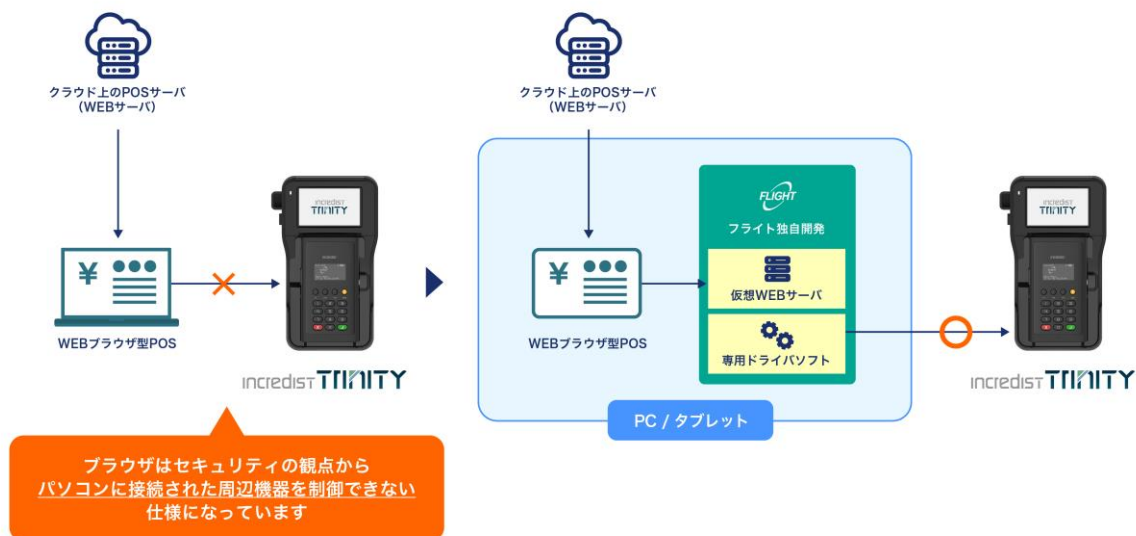 クラウド上のPOSサーバ
（WEBサーバ）
incredist
TRINITY
¥
WEBブラウザ型POS
incredist TRINITY
ブラウザはセキュリティの観点から
パソコンに接続された周辺機器を制御できない
仕様になっています
クラウド上のPOSサーバ
（WEBサーバ）
FLIGHT
フライト独自開発
仮想WEBサーバ
専用ドライバソフト
¥
WEBブラウザ型POS
PC / タブレット
incredist
TRINITY
incredist TRINITY